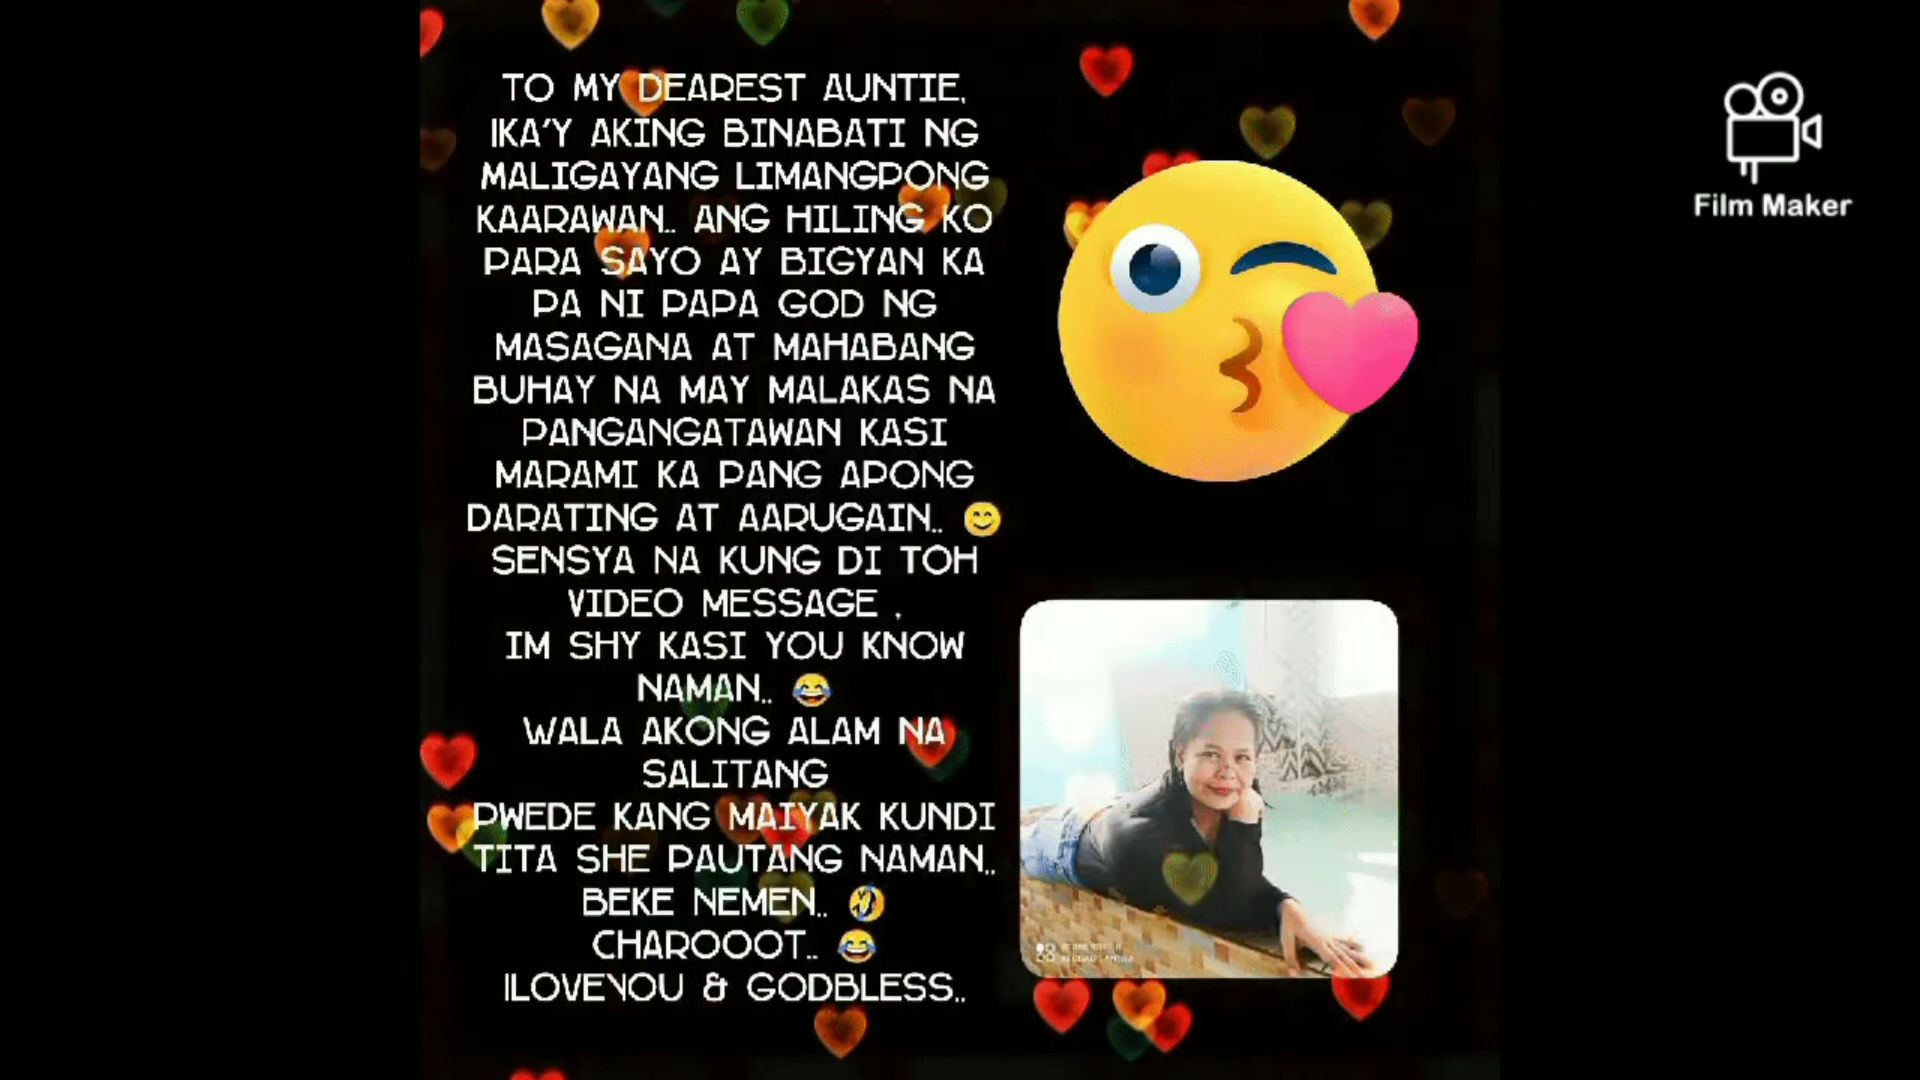 TO MY DEAREST AUNTIE,
IKA'Y AKING BINABATI NG
MALIGAYANG LIMANGPONG
KAARAWAN.. ANG HILING KO
PARA SAYO AY BIGYAN KA
PA NI PAPA GOD NG
MASAGANA AT MAHABANG
BUHAY NA MAY MALAKAS NA
PANGANGATAWAN KASI
MARAMI KA PANG APONG
DARATING AT AARUGAIN.. 😊
SENSYA NA KUNG DI TOH
VIDEO MESSAGE ,
IM SHY KASI YOU KNOW
NAMAN.. 😂
WALA AKONG ALAM NA
SALITANG
PWEDE KANG MAIYAK KUNDI
TITA SHE PAUTANG NAMAN..
BEKE NEMEN.. 🤣
CHAROOOT.. 😂
ILOVEYOU & GODBLESS..
Film Maker